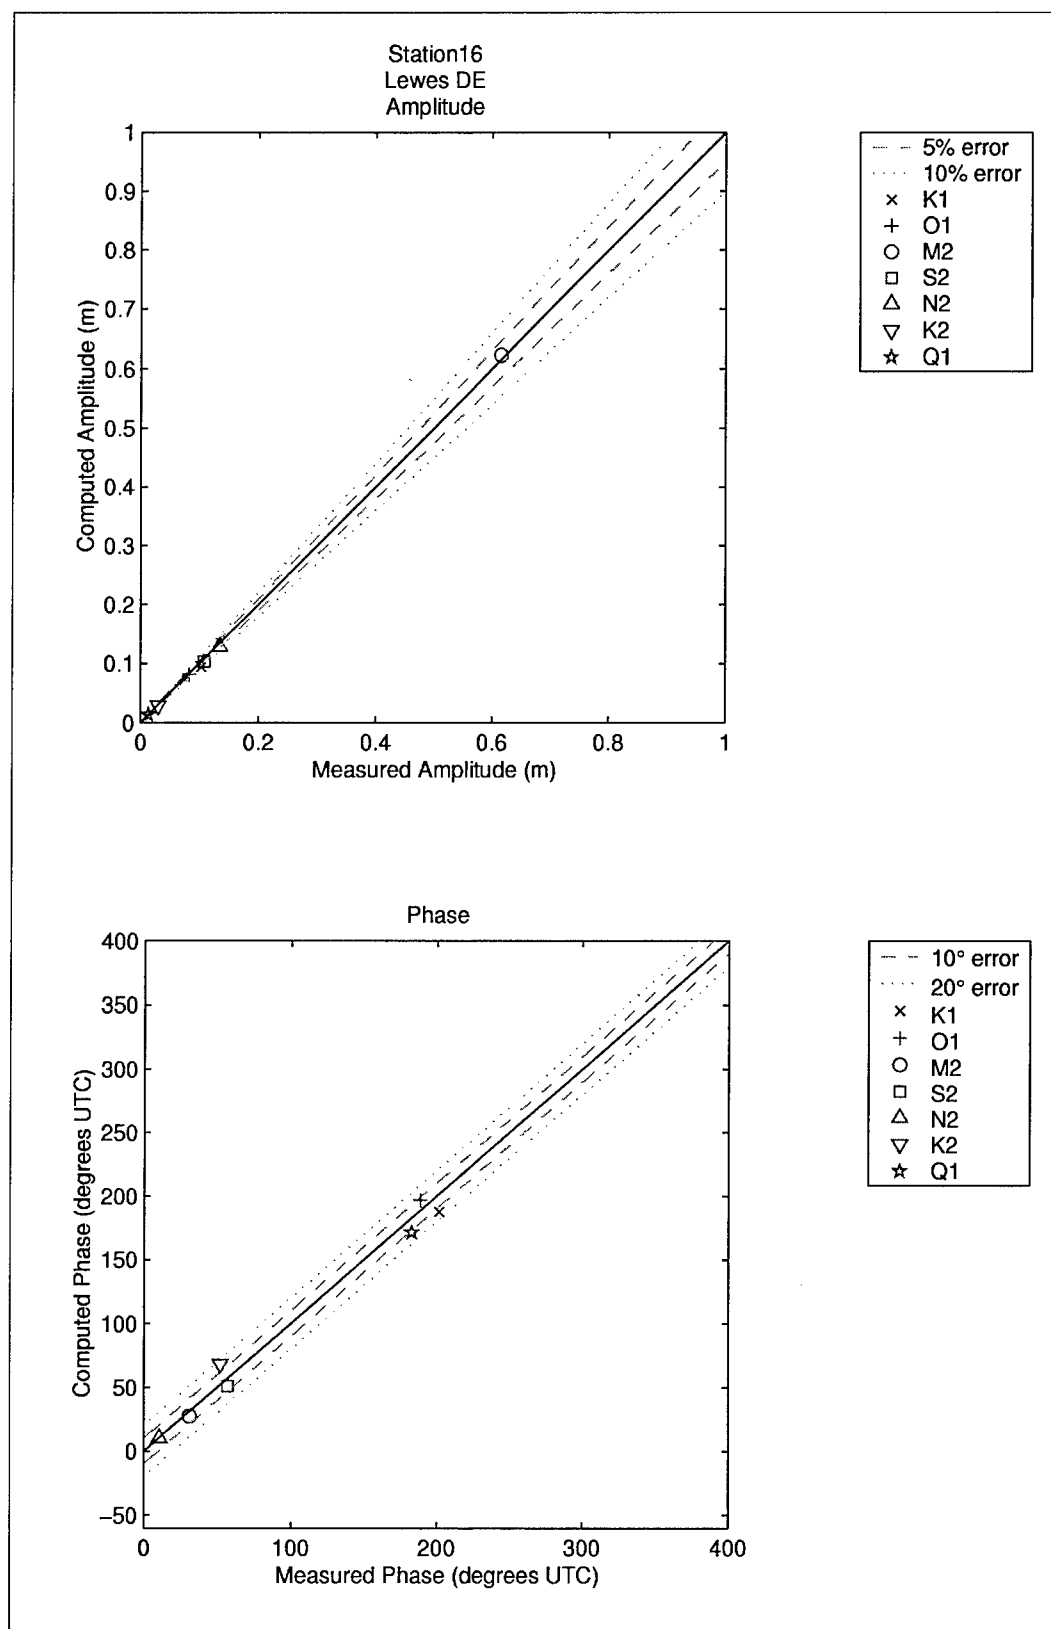 Station16
Lewes DE
Amplitude
1
0.9
0.8
0.7
0.6
0.5
0.4
0.3
0.2
0.1
0
Computed Amplitude (m)
0 0.2 0.4 0.6 0.8 1
Measured Amplitude (m)
5% error
10% error
K1
O1
M2
S2
N2
K2
Q1
Phase
400
350
300
250
200
150
100
50
0
−50
Computed Phase (degrees UTC)
0 100 200 300 400
Measured Phase (degrees UTC)
10° error
20° error
K1
O1
M2
S2
N2
K2
Q1